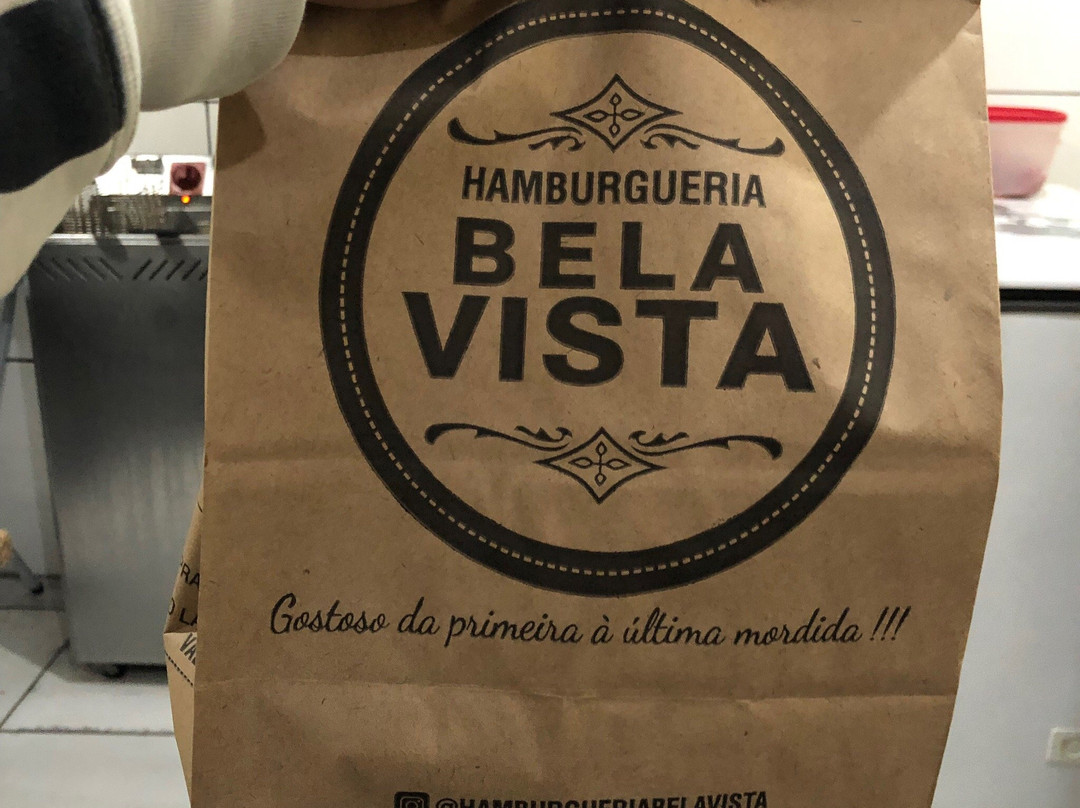 HAMBURGUERIA
BELA
VISTA
Gostoso da primeira à última mordida !!!
@HAMBURGUERIABELAVISTA